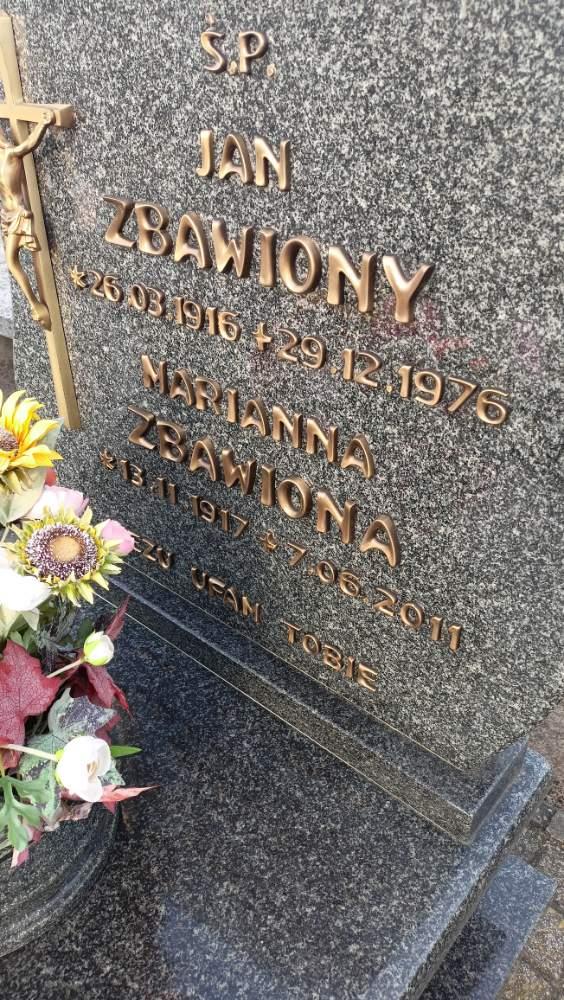 Ś.P.
JAN
ZBAWIONY
*26.03.1916 +29.12.1976
MARIANNA
ZBAWIONA
*13.11.1917 +7.06.2011
UFAM TOBIE